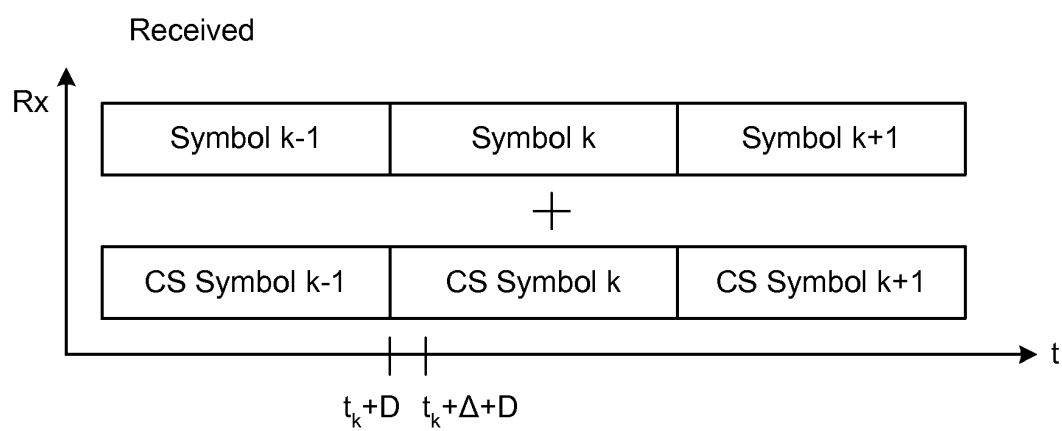 Received
Rx
Symbol k-1 Symbol k Symbol k+1
+
CS Symbol k-1 CS Symbol k CS Symbol k+1
t
tk+D tk+Δ+D